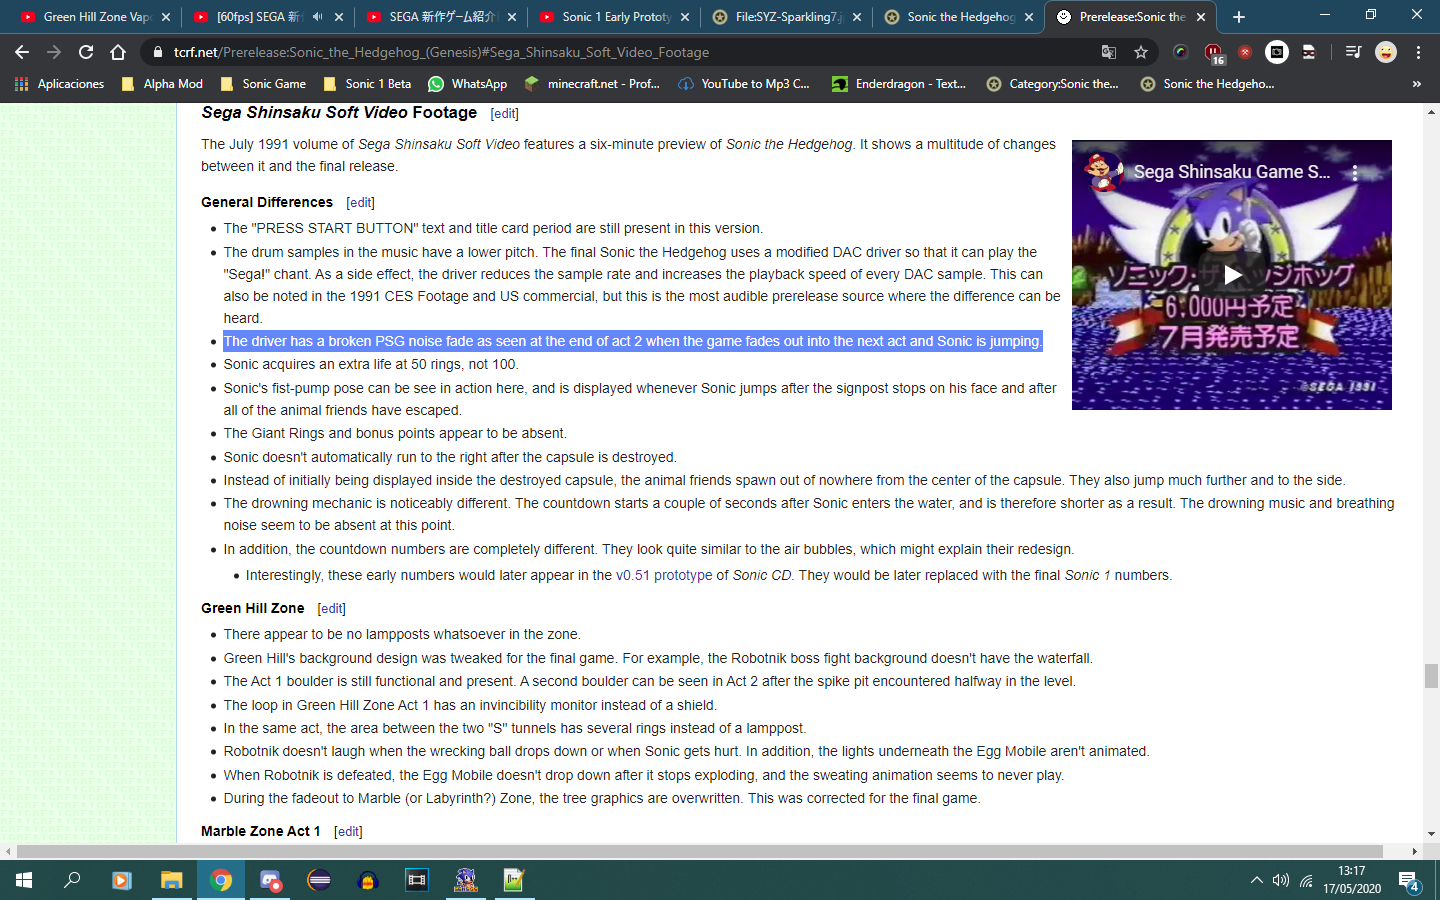 Green Hill Zone Vap
[60fps] SEGA 新
SEGA 新作ゲーム紹介
Sonic 1 Early Prototy
File:SYZ-Sparkling7.j
Sonic the Hedgehog
Prerelease:Sonic the
tcrf.net/Prerelease:Sonic_the_Hedgehog_(Genesis)#Sega_Shinsaku_Soft_Video_Footage
16
Aplicaciones
Alpha Mod
Sonic Game
Sonic 1 Beta
WhatsApp
minecraft.net - Prof...
YouTube to Mp3 C...
Enderdragon - Text...
Category:Sonic the...
Sonic the Hedgeho...
»
Sega Shinsaku Soft Video Footage [edit]
The July 1991 volume of Sega Shinsaku Soft Video features a six-minute preview of Sonic the Hedgehog. It shows a multitude of changes
between it and the final release.
Sega Shinsaku Game S...
ソニック・ザ・ヘッジホッグ
6,000円予定
7月発売予定
©SEGA 1991
General Differences [edit]
The "PRESS START BUTTON" text and title card period are still present in this version.
The drum samples in the music have a lower pitch. The final Sonic the Hedgehog uses a modified DAC driver so that it can play the
"Sega!" chant. As a side effect, the driver reduces the sample rate and increases the playback speed of every DAC sample. This can
also be noted in the 1991 CES Footage and US commercial, but this is the most audible prerelease source where the difference can be
heard.
The driver has a broken PSG noise fade as seen at the end of act 2 when the game fades out into the next act and Sonic is jumping.
Sonic acquires an extra life at 50 rings, not 100.
Sonic's fist-pump pose can be see in action here, and is displayed whenever Sonic jumps after the signpost stops on his face and after
all of the animal friends have escaped.
The Giant Rings and bonus points appear to be absent.
Sonic doesn't automatically run to the right after the capsule is destroyed.
Instead of initially being displayed inside the destroyed capsule, the animal friends spawn out of nowhere from the center of the capsule. They also jump much further and to the side.
The drowning mechanic is noticeably different. The countdown starts a couple of seconds after Sonic enters the water, and is therefore shorter as a result. The drowning music and breathing
noise seem to be absent at this point.
In addition, the countdown numbers are completely different. They look quite similar to the air bubbles, which might explain their redesign.
Interestingly, these early numbers would later appear in the v0.51 prototype of Sonic CD. They would be later replaced with the final Sonic 1 numbers.
Green Hill Zone [edit]
There appear to be no lampposts whatsoever in the zone.
Green Hill's background design was tweaked for the final game. For example, the Robotnik boss fight background doesn't have the waterfall.
The Act 1 boulder is still functional and present. A second boulder can be seen in Act 2 after the spike pit encountered halfway in the level.
The loop in Green Hill Zone Act 1 has an invincibility monitor instead of a shield.
In the same act, the area between the two "S" tunnels has several rings instead of a lamppost.
Robotnik doesn't laugh when the wrecking ball drops down or when Sonic gets hurt. In addition, the lights underneath the Egg Mobile aren't animated.
When Robotnik is defeated, the Egg Mobile doesn't drop down after it stops exploding, and the sweating animation seems to never play.
During the fadeout to Marble (or Labyrinth?) Zone, the tree graphics are overwritten. This was corrected for the final game.
Marble Zone Act 1 [edit]
13:17
17/05/2020
4